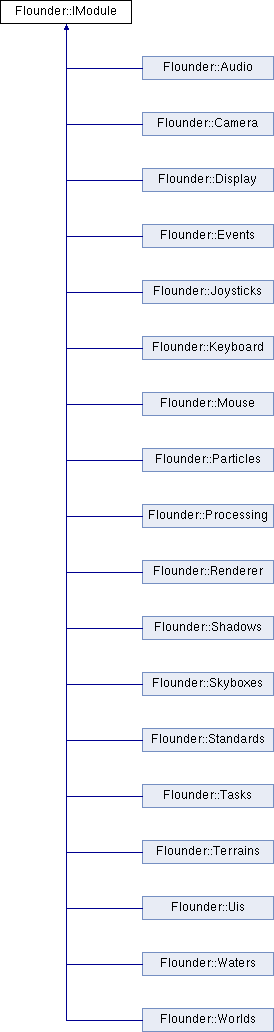 Flounder::IModule
Flounder::Audio
Flounder::Camera
Flounder::Display
Flounder::Events
Flounder::Joysticks
Flounder::Keyboard
Flounder::Mouse
Flounder::Particles
Flounder::Processing
Flounder::Renderer
Flounder::Shadows
Flounder::Skyboxes
Flounder::Standards
Flounder::Tasks
Flounder::Terrains
Flounder::Uis
Flounder::Waters
Flounder::Worlds